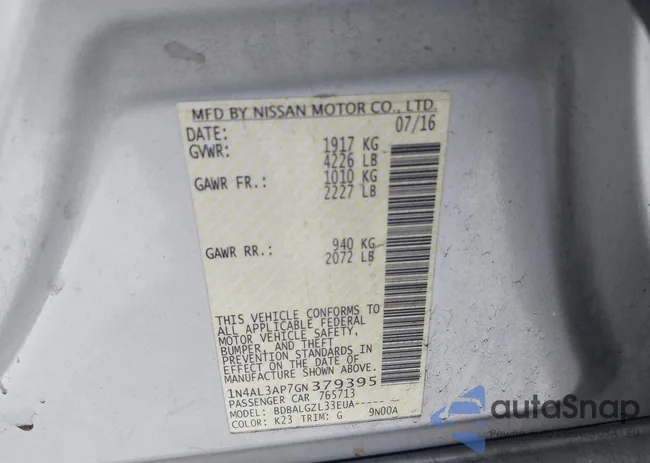 MFD BY NISSAN MOTOR CO., LTD.
DATE: 07/16
GVWR: 1917 KG
4226 LB
GAWR FR.: 1010 KG
2227 LB
GAWR RR.: 940 KG
2072 LB
THIS VEHICLE CONFORMS TO
ALL APPLICABLE FEDERAL
MOTOR VEHICLE SAFETY,
BUMPER, AND THEFT
PREVENTION STANDARDS IN
EFFECT ON THE DATE OF
MANUFACTURE SHOWN ABOVE.
1N4AL3AP7GN379395
PASSENGER CAR 765713
MODEL: BDBALGZL33EUA-----
COLOR: K23 TRIM: G 9N00A
autaSnap